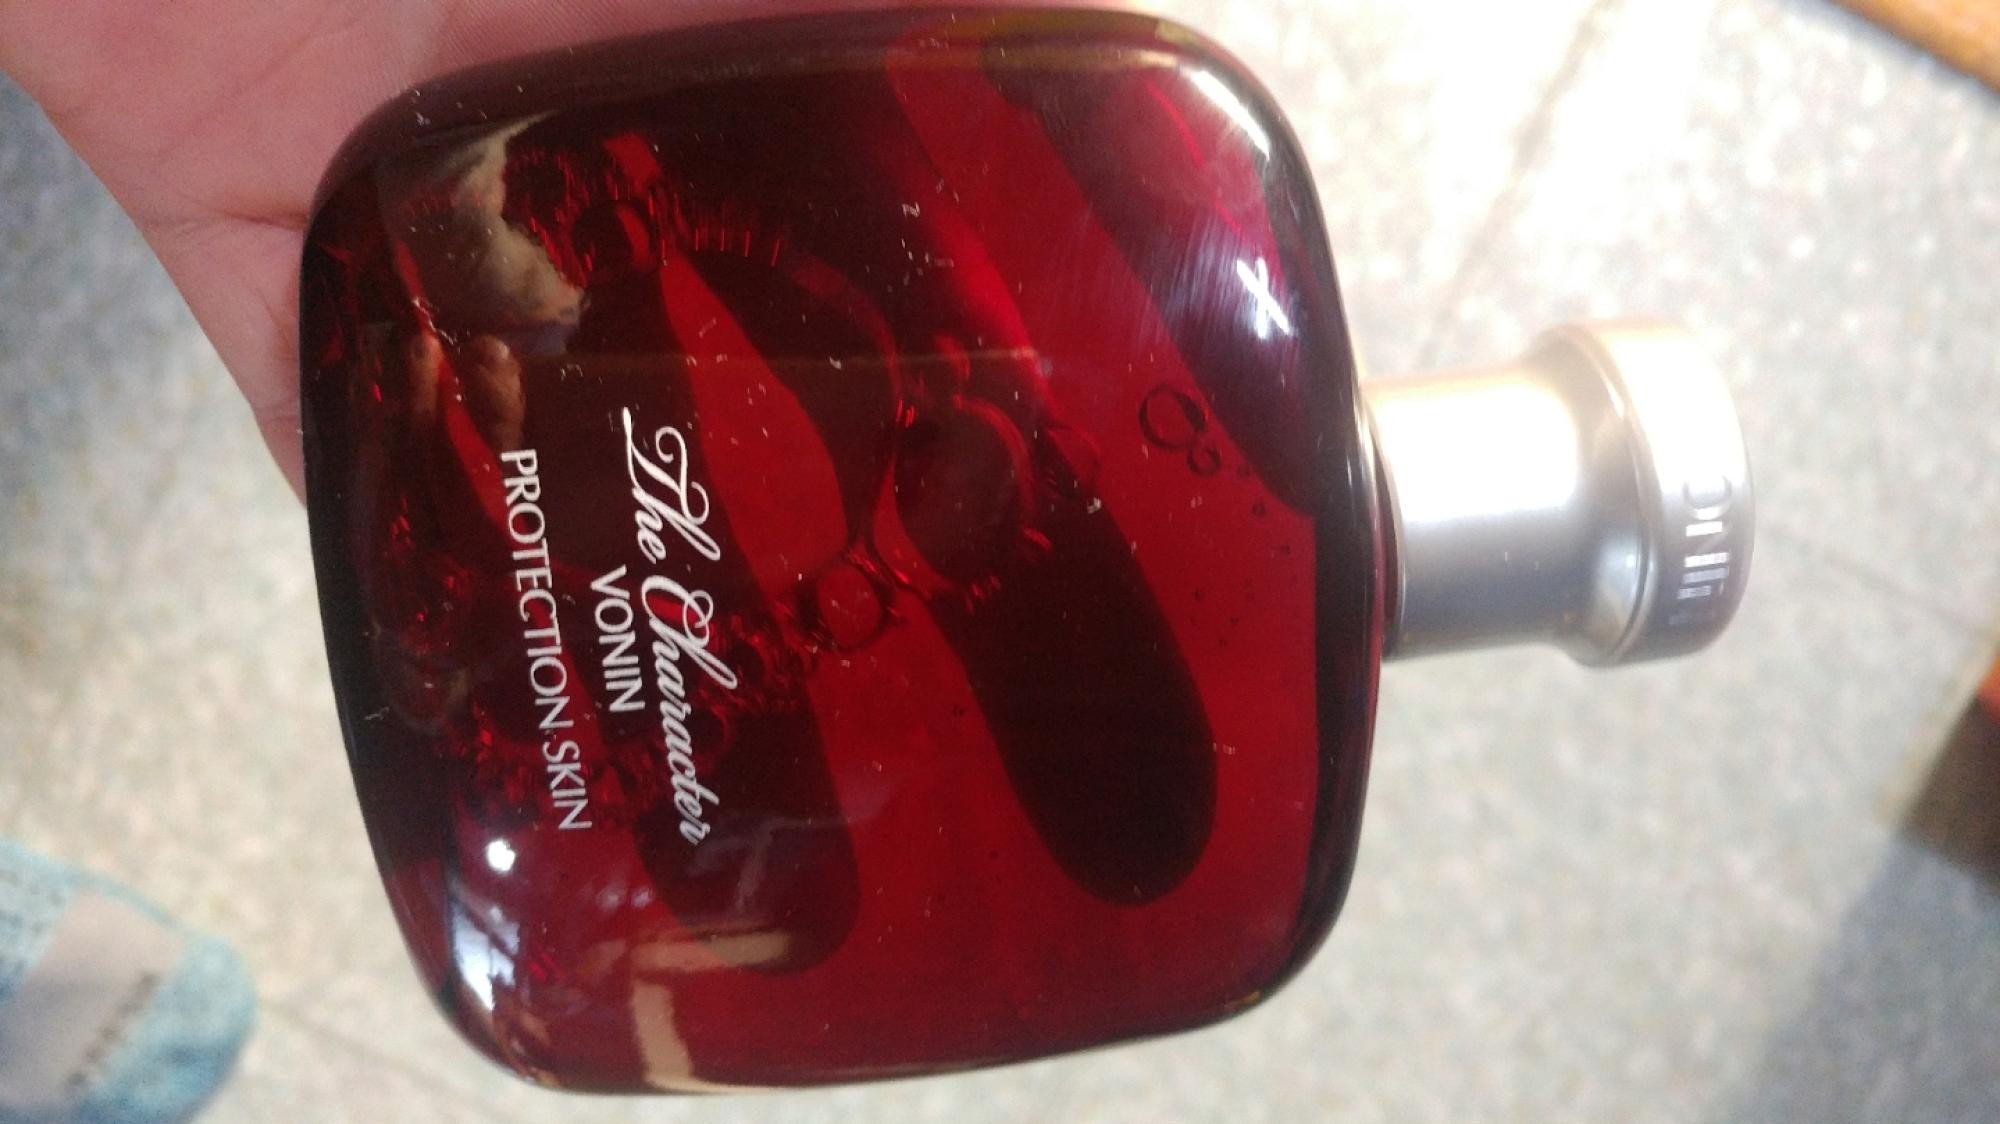 The Character
VONIN
PROTECTION SKIN